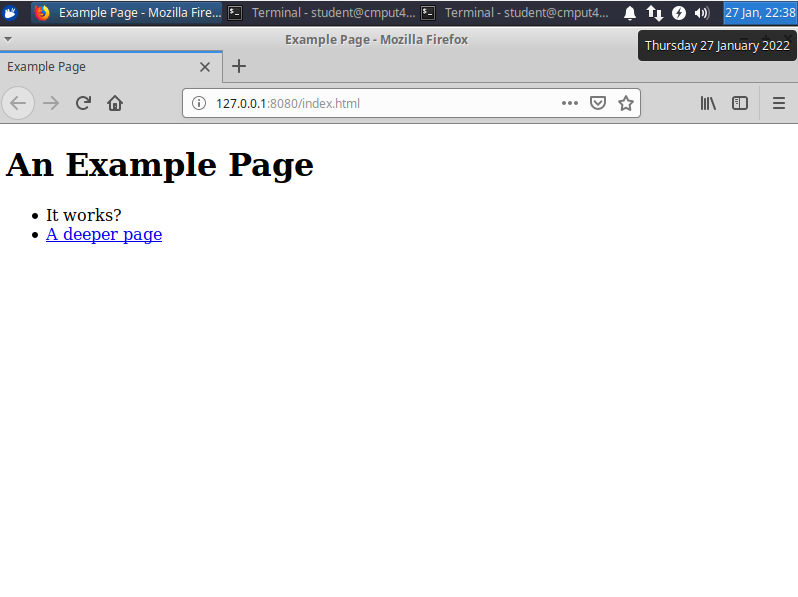 Example Page - Mozilla Fire... Terminal - student@cmput4... Terminal - student@cmput4... 27 Jan, 22:38
Example Page - Mozilla Firefox
Thursday 27 January 2022
Example Page
127.0.0.1:8080/index.html
An Example Page
It works?
A deeper page